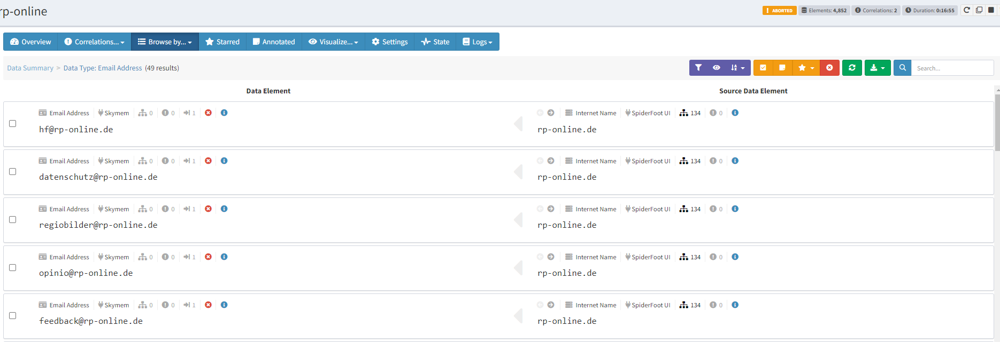 rp-online
ABORTED Elements: 4,852 Correlations: 2 Duration: 0:16:55
Overview Correlations... Browse by... Starred Annotated Visualize... Settings State Logs
Data Summary > Data Type: Email Address (49 results) Search...
Data Element Source Data Element
Email Address Skymem 0 0 1 Internet Name SpiderFoot UI 134 0
hf@rp-online.de rp-online.de
Email Address Skymem 0 0 1 Internet Name SpiderFoot UI 134 0
datenschutz@rp-online.de rp-online.de
Email Address Skymem 0 0 1 Internet Name SpiderFoot UI 134 0
regiobilder@rp-online.de rp-online.de
Email Address Skymem 0 0 1 Internet Name SpiderFoot UI 134 0
opinio@rp-online.de rp-online.de
Email Address Skymem 0 0 1 Internet Name SpiderFoot UI 134 0
feedback@rp-online.de rp-online.de